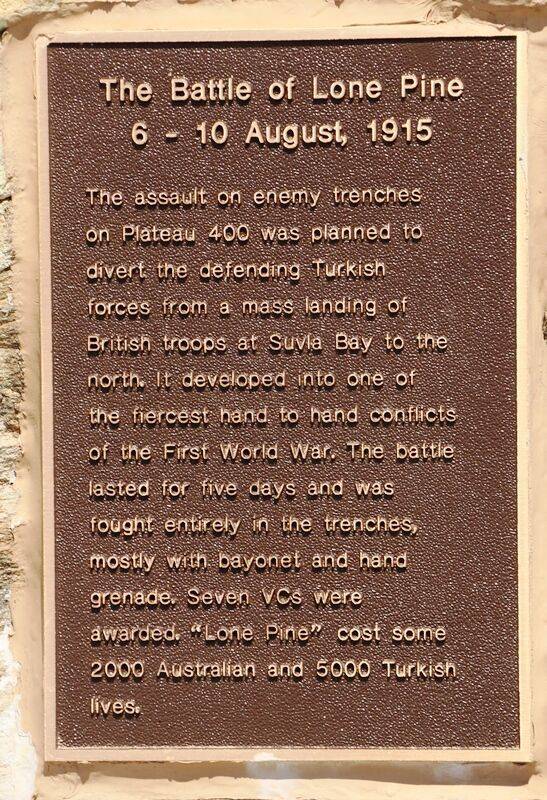 The Battle of Lone Pine
6 - 10 August, 1915
The assault on enemy trenches
on Plateau 400 was planned to
divert the defending Turkish
forces from a mass landing of
British troops at Suvla Bay to the
north. It developed into one of
the fiercest hand to hand conflicts
of the First World War. The battle
lasted for five days and was
fought entirely in the trenches,
mostly with bayonet and hand
grenade. Seven VCs were
awarded. "Lone Pine" cost some
2000 Australian and 5000 Turkish
lives.